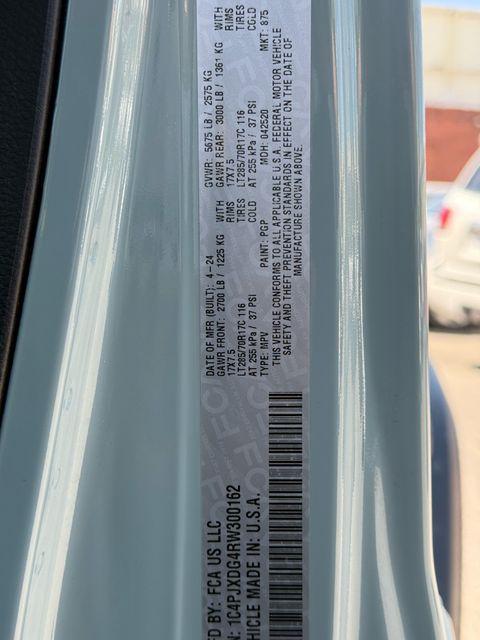 MFD BY: FCA US LLC
DATE OF MFR (BUILT): 4-24
GVWR: 5675 LB / 2575 KG
GAWR FRONT: 2700 LB / 1225 KG WITH
GAWR REAR: 3000 LB / 1361 KG WITH
17X7.5 RIMS
17X7.5 RIMS
LT285/70R17C 116 TIRES
LT285/70R17C 116 TIRES
AT 255 kPa / 37 PSI COLD
AT 255 kPa / 37 PSI COLD
TYPE: MPV
PAINT: PGP
MDH: 042520
MKT: 875
N: 1C4PJXDG4RW300162
THIS VEHICLE CONFORMS TO ALL APPLICABLE U.S.A. FEDERAL MOTOR VEHICLE
SAFETY AND THEFT PREVENTION STANDARDS IN EFFECT ON THE DATE OF
MANUFACTURE SHOWN ABOVE.
EHICLE MADE IN: U.S.A.